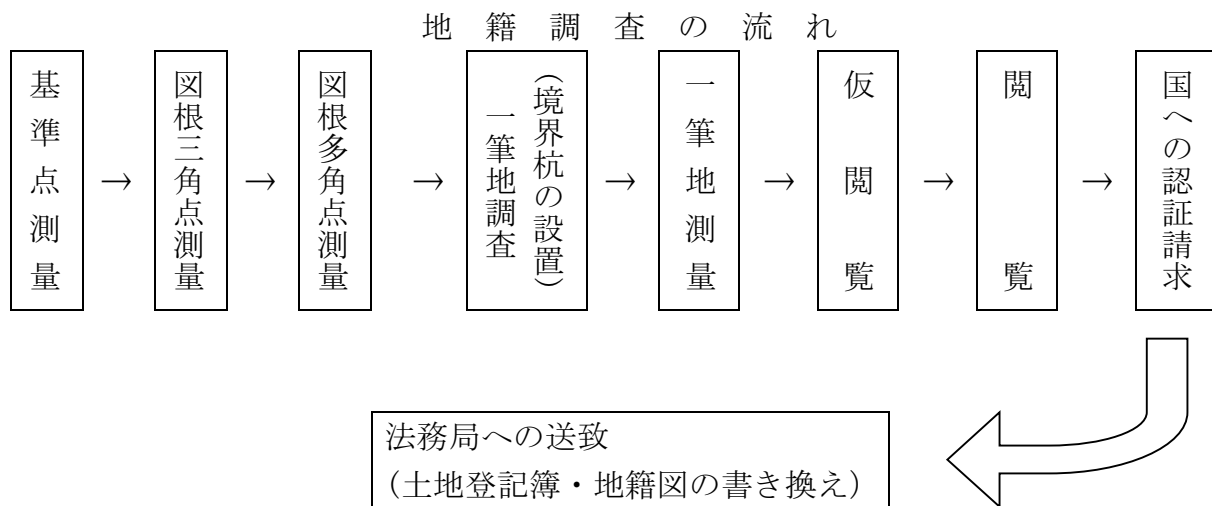 地籍調査の流れ
基準点測量
→
図根三角点測量
→
図根多角点測量
→
一筆地調査
（境界杭の設置）
→
一筆地測量
→
仮閲覧
→
閲覧
→
国への認証請求
法務局への送致
（土地登記簿・地籍図の書き換え）